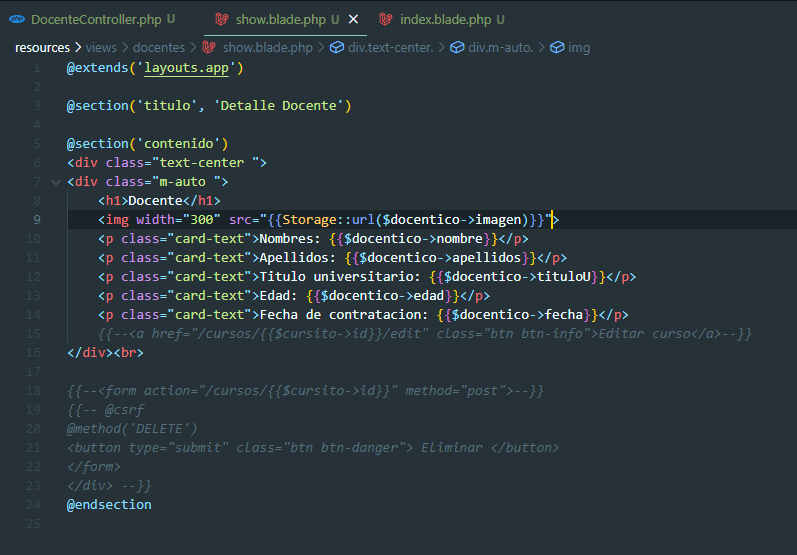 DocenteController.php U
show.blade.php U
index.blade.php U
resources > views > docentes > show.blade.php > div.text-center. > div.m-auto. > img
1 @extends('layouts.app')
2
3 @section('titulo', 'Detalle Docente')
4
5 @section('contenido')
6 <div class="text-center ">
7 <div class="m-auto ">
8     <h1>Docente</h1>
9     <img width="300" src="{{Storage::url($docentico->imagen)}}">
10     <p class="card-text">Nombres: {{$docentico->nombre}}</p>
11     <p class="card-text">Apellidos: {{$docentico->apellidos}}</p>
12     <p class="card-text">Titulo universitario: {{$docentico->tituloU}}</p>
13     <p class="card-text">Edad: {{$docentico->edad}}</p>
14     <p class="card-text">Fecha de contratacion: {{$docentico->fecha}}</p>
15     {{--<a href="/cursos/{{$cursito->id}}/edit" class="btn btn-info">Editar curso</a>--}}
16 </div><br>
17
18 {{--<form action="/cursos/{{$cursito->id}}" method="post">--}}
19 {{-- @csrf
20 @method('DELETE')
21 <button type="submit" class="btn btn-danger"> Eliminar </button>
22 </form>
23 </div> --}}
24 @endsection
25